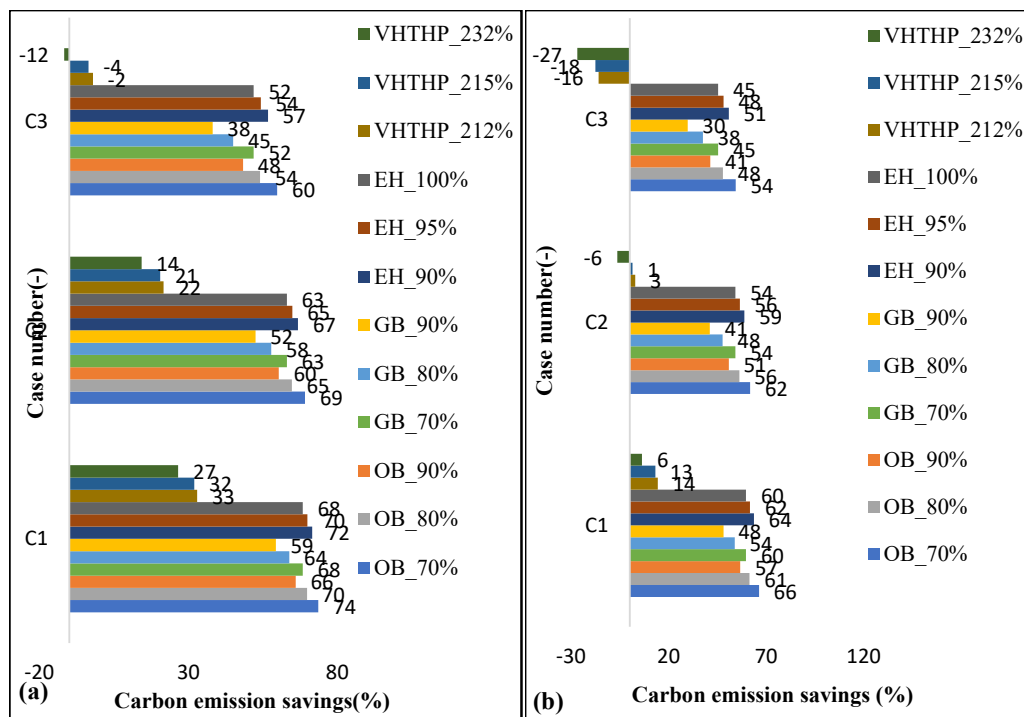 -12
-4
-2
52
54
57
38
45
52
48
54
60
C3
14
21
22
63
65
67
52
58
63
60
65
69
C2
27
32
33
68
70
72
59
64
68
66
70
74
C1
Case number(-)
-20 30 80
Carbon emission savings(%)
(a)
VHTHP_232%
VHTHP_215%
VHTHP_212%
EH_100%
EH_95%
EH_90%
GB_90%
GB_80%
GB_70%
OB_90%
OB_80%
OB_70%
-27
-18
-16
45
48
51
30
38
45
41
48
54
C3
-6
1
3
54
56
59
41
48
54
51
56
62
C2
6
13
14
60
62
64
48
54
60
57
61
66
C1
Case number(-)
-30 20 70 120
Carbon emission savings (%)
(b)
VHTHP_232%
VHTHP_215%
VHTHP_212%
EH_100%
EH_95%
EH_90%
GB_90%
GB_80%
GB_70%
OB_90%
OB_80%
OB_70%